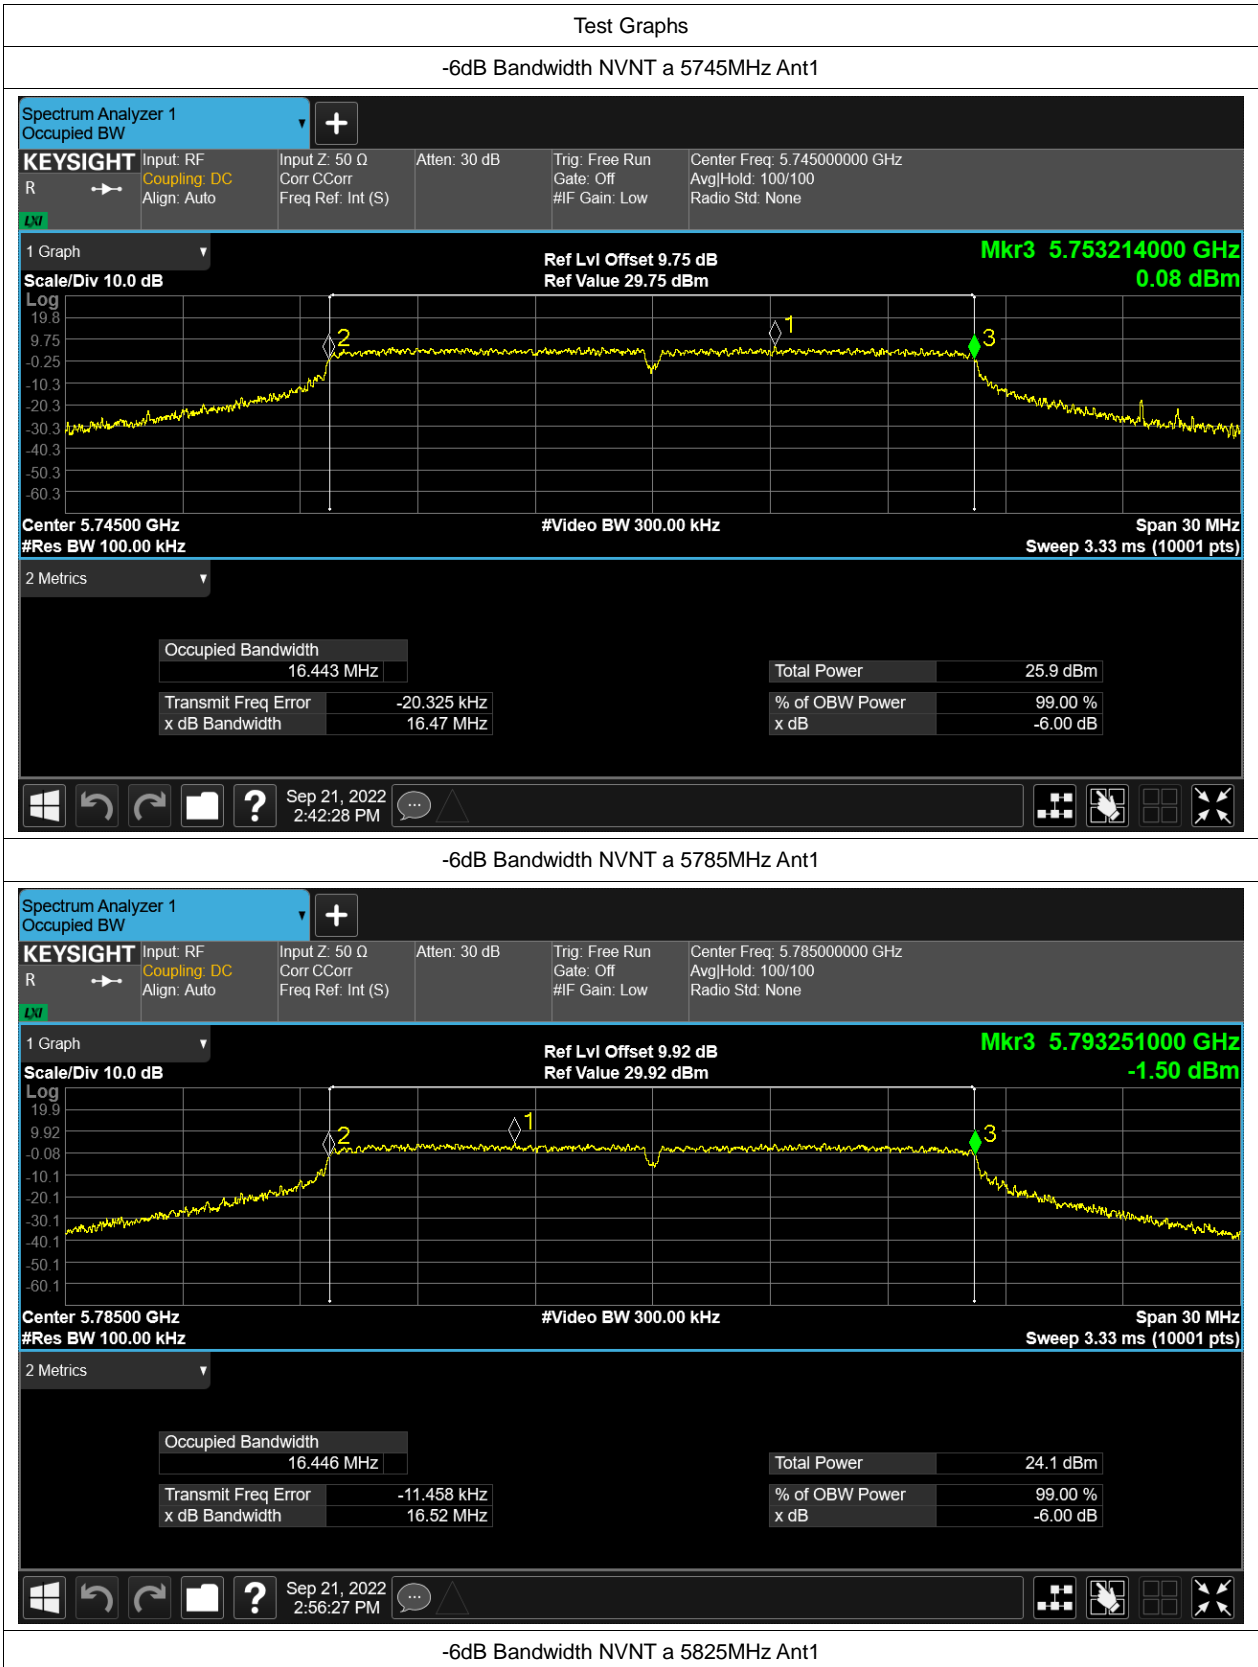 Test Graphs
-6dB Bandwidth NVNT a 5745MHz Ant1
Spectrum Analyzer 1
Occupied BW
KEYSIGHT Input: RF Input Z: 50 Ω Atten: 30 dB Trig: Free Run Center Freq: 5.745000000 GHz
R Coupling: DC Corr CCorr Gate: Off Avg|Hold: 100/100
Align: Auto Freq Ref: Int (S) #IF Gain: Low Radio Std: None
LXI
1 Graph Ref Lvl Offset 9.75 dB Mkr3 5.753214000 GHz
Scale/Div 10.0 dB Ref Value 29.75 dBm 0.08 dBm
Log
19.8
9.75
-0.25
-10.3
-20.3
-30.3
-40.3
-50.3
-60.3
2 1 3
Center 5.74500 GHz #Video BW 300.00 kHz Span 30 MHz
#Res BW 100.00 kHz Sweep 3.33 ms (10001 pts)
2 Metrics
Occupied Bandwidth
16.443 MHz Total Power 25.9 dBm
Transmit Freq Error -20.325 kHz % of OBW Power 99.00 %
x dB Bandwidth 16.47 MHz x dB -6.00 dB
? Sep 21, 2022
2:42:28 PM
-6dB Bandwidth NVNT a 5785MHz Ant1
Spectrum Analyzer 1
Occupied BW
KEYSIGHT Input: RF Input Z: 50 Ω Atten: 30 dB Trig: Free Run Center Freq: 5.785000000 GHz
R Coupling: DC Corr CCorr Gate: Off Avg|Hold: 100/100
Align: Auto Freq Ref: Int (S) #IF Gain: Low Radio Std: None
LXI
1 Graph Ref Lvl Offset 9.92 dB Mkr3 5.793251000 GHz
Scale/Div 10.0 dB Ref Value 29.92 dBm -1.50 dBm
Log
19.9
9.92
-0.08
-10.1
-20.1
-30.1
-40.1
-50.1
-60.1
2 1 3
Center 5.78500 GHz #Video BW 300.00 kHz Span 30 MHz
#Res BW 100.00 kHz Sweep 3.33 ms (10001 pts)
2 Metrics
Occupied Bandwidth
16.446 MHz Total Power 24.1 dBm
Transmit Freq Error -11.458 kHz % of OBW Power 99.00 %
x dB Bandwidth 16.52 MHz x dB -6.00 dB
? Sep 21, 2022
2:56:27 PM
-6dB Bandwidth NVNT a 5825MHz Ant1